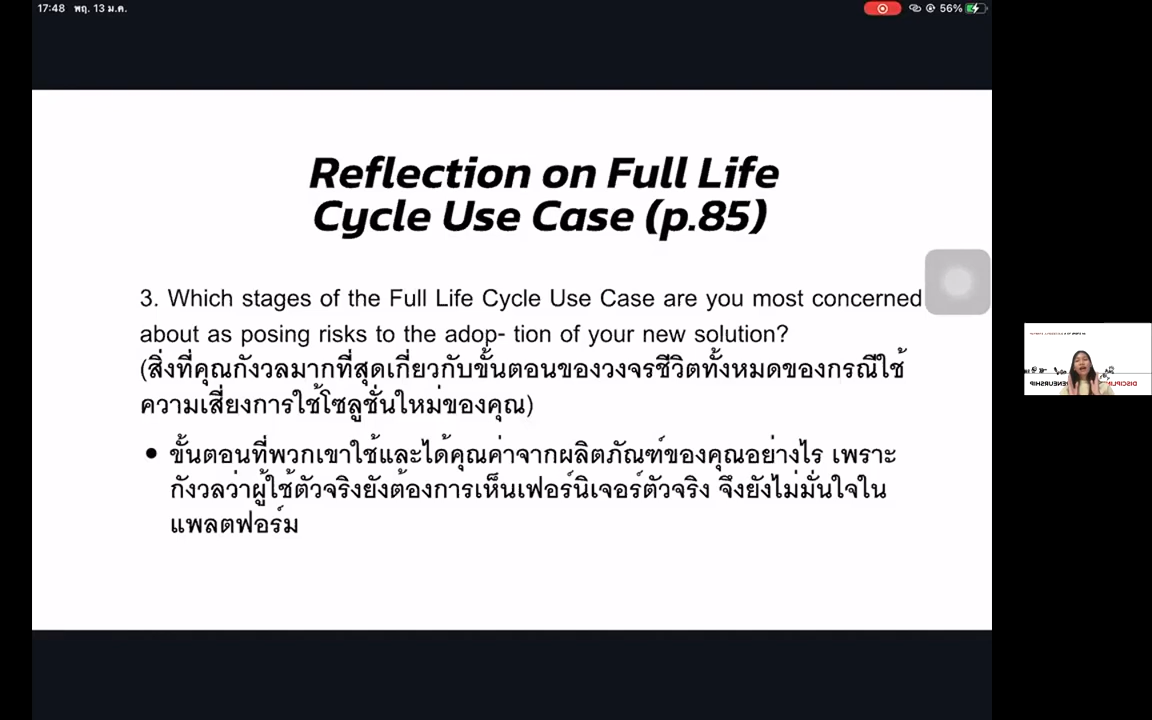 17:48 พฤ. 13 ม.ค.
56%
Reflection on Full Life
Cycle Use Case (p.85)
3. Which stages of the Full Life Cycle Use Case are you most concerned
about as posing risks to the adop- tion of your new solution?
(สิ่งที่คุณกังวลมากที่สุดเกี่ยวกับขั้นตอนของวงจรชีวิตทั้งหมดของกรณีใช้
ความเสี่ยงการใช้โซลูชั่นใหม่ของคุณ)
• ขั้นตอนที่พวกเขาใช้และได้คุณค่าจากผลิตภัณฑ์ของคุณอย่างไร เพราะ
กังวลว่าผู้ใช้ตัวจริงยังต้องการเห็นเฟอร์นิเจอร์ตัวจริง จึงยังไม่มั่นใจใน
แพลตฟอร์ม